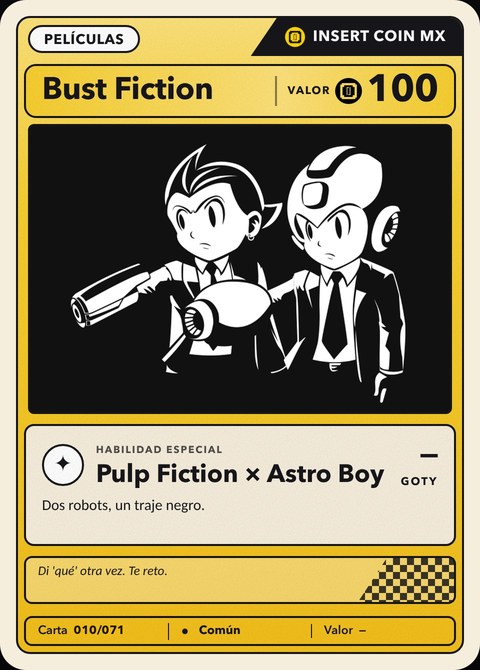 PELÍCULAS
INSERT COIN MX
Bust Fiction
VALOR 100
HABILIDAD ESPECIAL
Pulp Fiction × Astro Boy
–
GOTY
Dos robots, un traje negro.
Di 'qué' otra vez. Te reto.
Carta 010/071 • Común Valor –